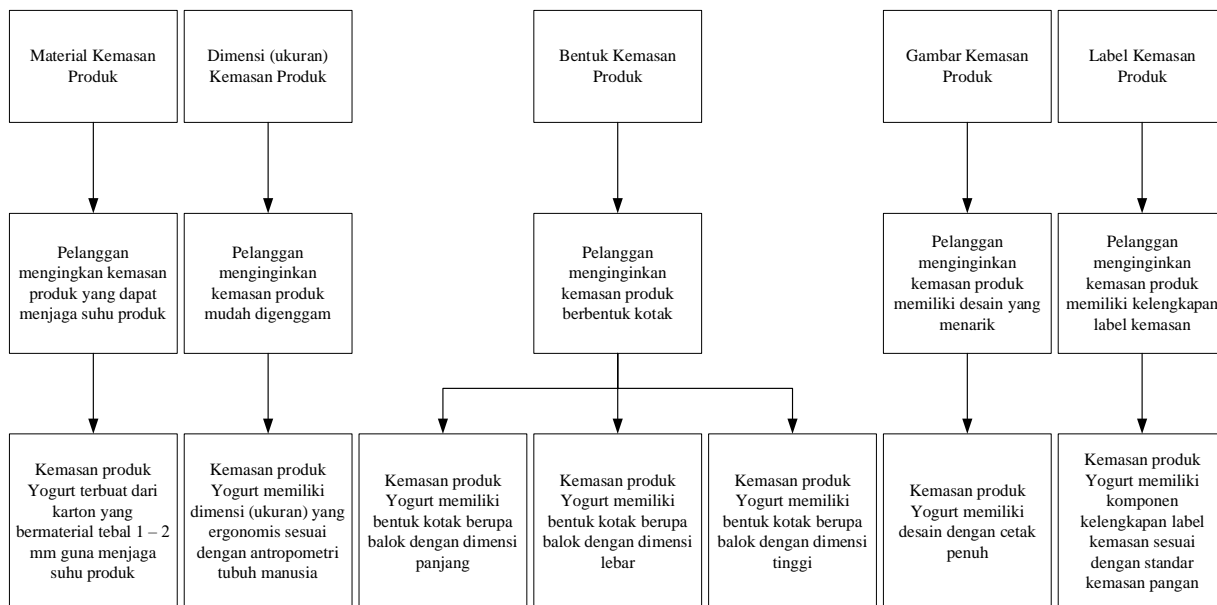 Material Kemasan
Produk
Dimensi (ukuran)
Kemasan Produk
Bentuk Kemasan
Produk
Gambar Kemasan
Produk
Label Kemasan
Produk
Pelanggan
mengingkan kemasan
produk yang dapat
menjaga suhu produk
Pelanggan
menginginkan
kemasan produk
mudah digenggam
Pelanggan
menginginkan
kemasan produk
berbentuk kotak
Pelanggan
menginginkan
kemasan produk
memiliki desain yang
menarik
Pelanggan
menginginkan
kemasan produk
memiliki kelengkapan
label kemasan
Kemasan produk
Yogurt terbuat dari
karton yang
bermaterial tebal 1 – 2
mm guna menjaga
suhu produk
Kemasan produk
Yogurt memiliki
dimensi (ukuran) yang
ergonomis sesuai
dengan antropometri
tubuh manusia
Kemasan produk
Yogurt memiliki
bentuk kotak berupa
balok dengan dimensi
panjang
Kemasan produk
Yogurt memiliki
bentuk kotak berupa
balok dengan dimensi
lebar
Kemasan produk
Yogurt memiliki
bentuk kotak berupa
balok dengan dimensi
tinggi
Kemasan produk
Yogurt memiliki
desain dengan cetak
penuh
Kemasan produk
Yogurt memiliki
komponen
kelengkapan label
kemasan sesuai
dengan standar
kemasan pangan